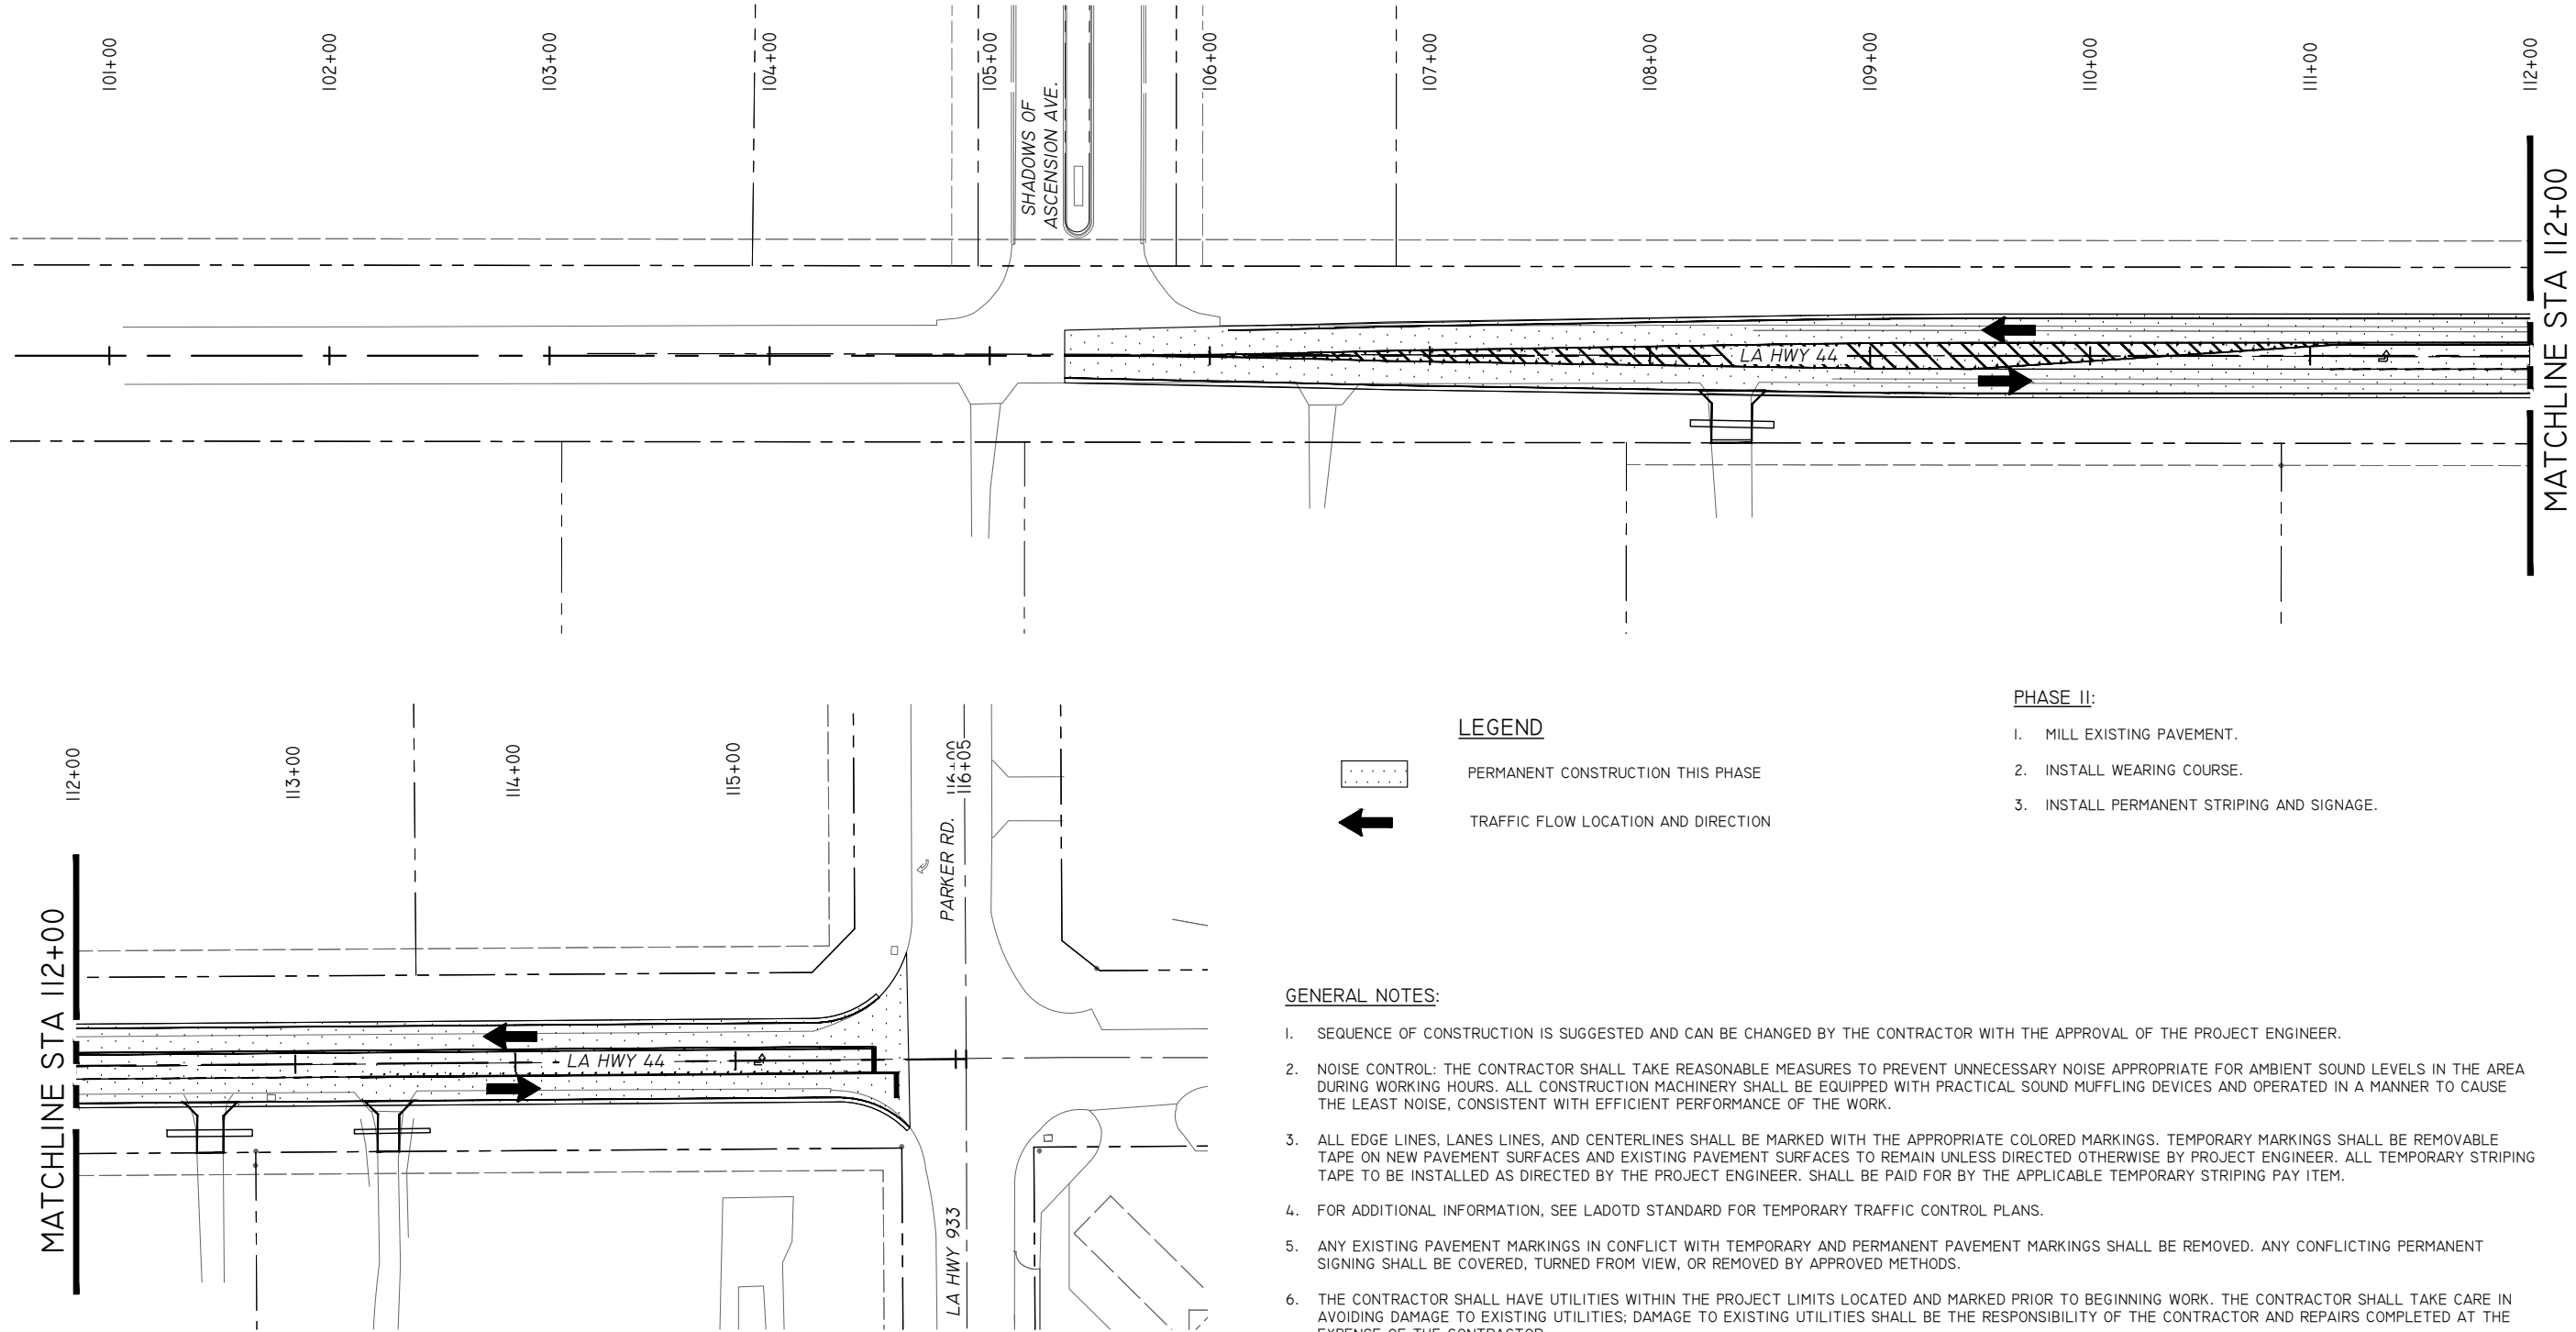 101+00
102+00
103+00
104+00
105+00
106+00
107+00
108+00
109+00
110+00
111+00
112+00
SHADOWS OF
ASCENSION AVE.
LA HWY 44
MATCHLINE STA 112+00
112+00
113+00
114+00
115+00
116+00
116+05
PARKER RD.
MATCHLINE STA 112+00
LA HWY 44
LA HWY 933
LEGEND
PERMANENT CONSTRUCTION THIS PHASE
TRAFFIC FLOW LOCATION AND DIRECTION
PHASE II:
1. MILL EXISTING PAVEMENT.
2. INSTALL WEARING COURSE.
3. INSTALL PERMANENT STRIPING AND SIGNAGE.
GENERAL NOTES:
1. SEQUENCE OF CONSTRUCTION IS SUGGESTED AND CAN BE CHANGED BY THE CONTRACTOR WITH THE APPROVAL OF THE PROJECT ENGINEER.
2. NOISE CONTROL: THE CONTRACTOR SHALL TAKE REASONABLE MEASURES TO PREVENT UNNECESSARY NOISE APPROPRIATE FOR AMBIENT SOUND LEVELS IN THE AREA
DURING WORKING HOURS. ALL CONSTRUCTION MACHINERY SHALL BE EQUIPPED WITH PRACTICAL SOUND MUFFLING DEVICES AND OPERATED IN A MANNER TO CAUSE
THE LEAST NOISE, CONSISTENT WITH EFFICIENT PERFORMANCE OF THE WORK.
3. ALL EDGE LINES, LANES LINES, AND CENTERLINES SHALL BE MARKED WITH THE APPROPRIATE COLORED MARKINGS. TEMPORARY MARKINGS SHALL BE REMOVABLE
TAPE ON NEW PAVEMENT SURFACES AND EXISTING PAVEMENT SURFACES TO REMAIN UNLESS DIRECTED OTHERWISE BY PROJECT ENGINEER. ALL TEMPORARY STRIPING
TAPE TO BE INSTALLED AS DIRECTED BY THE PROJECT ENGINEER. SHALL BE PAID FOR BY THE APPLICABLE TEMPORARY STRIPING PAY ITEM.
4. FOR ADDITIONAL INFORMATION, SEE LADOTD STANDARD FOR TEMPORARY TRAFFIC CONTROL PLANS.
5. ANY EXISTING PAVEMENT MARKINGS IN CONFLICT WITH TEMPORARY AND PERMANENT PAVEMENT MARKINGS SHALL BE REMOVED. ANY CONFLICTING PERMANENT
SIGNING SHALL BE COVERED, TURNED FROM VIEW, OR REMOVED BY APPROVED METHODS.
6. THE CONTRACTOR SHALL HAVE UTILITIES WITHIN THE PROJECT LIMITS LOCATED AND MARKED PRIOR TO BEGINNING WORK. THE CONTRACTOR SHALL TAKE CARE IN
AVOIDING DAMAGE TO EXISTING UTILITIES; DAMAGE TO EXISTING UTILITIES SHALL BE THE RESPONSIBILITY OF THE CONTRACTOR AND REPAIRS COMPLETED AT THE
EXPENSE OF THE CONTRACTOR.